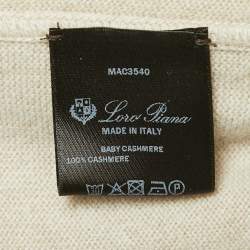 MAC3540
Loro Piana
MADE IN ITALY
BABY CASHMERE
100% CASHMERE